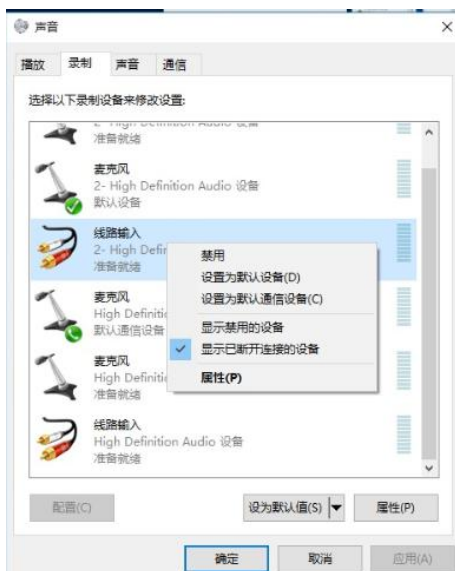 声音
播放 录制 声音 通信
选择以下录制设备来修改设置:
2- High Definition Audio 设备
准备就绪
麦克风
2- High Definition Audio 设备
默认设备
线路输入
2- High Defin
准备就绪
禁用
设置为默认设备(D)
设置为默认通信设备(C)
显示禁用的设备
显示已断开连接的设备
属性(P)
麦克风
High Definitio
默认通信设备
麦克风
High Definitio
准备就绪
线路输入
High Definition Audio 设备
准备就绪
配置(C) 设为默认值(S) 属性(P)
确定 取消 应用(A)